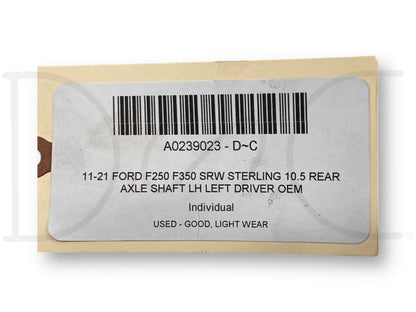 A0239023 - D~C
11-21 FORD F250 F350 SRW STERLING 10.5 REAR
AXLE SHAFT LH LEFT DRIVER OEM
Individual
USED - GOOD, LIGHT WEAR